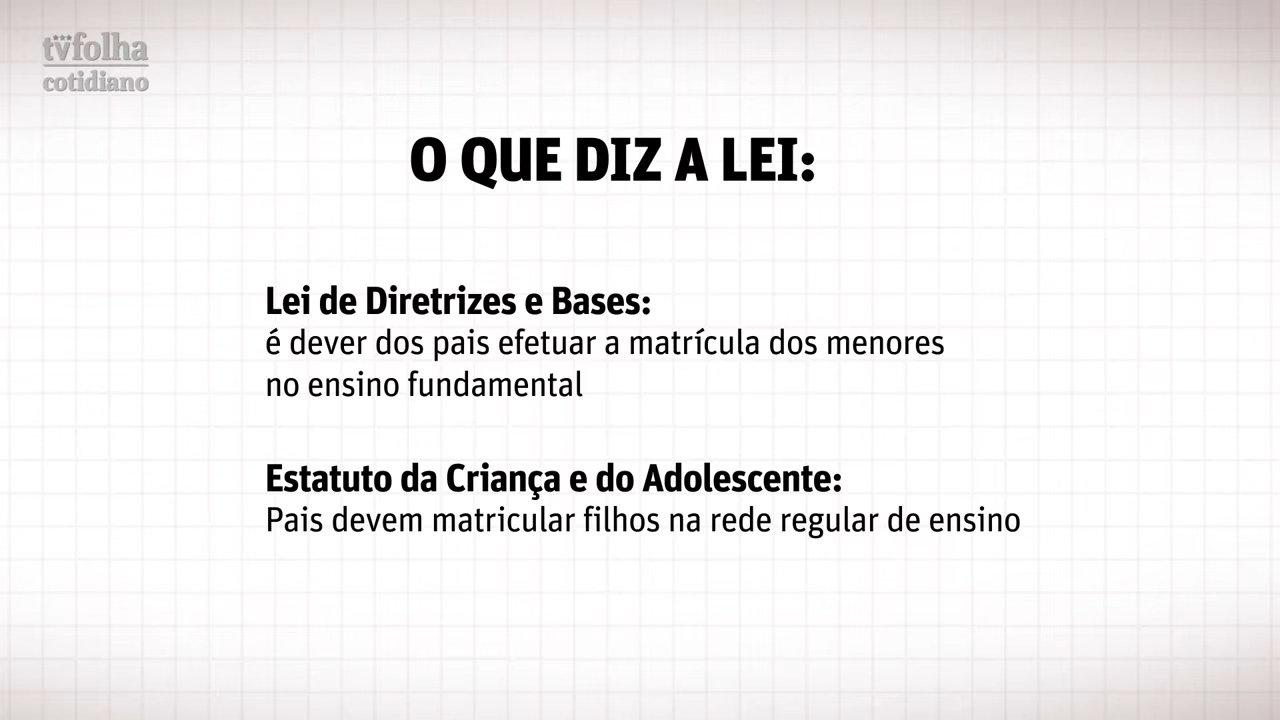 tvfolha
cotidiano
O QUE DIZ A LEI:
Lei de Diretrizes e Bases:
é dever dos pais efetuar a matrícula dos menores
no ensino fundamental
Estatuto da Criança e do Adolescente:
Pais devem matricular filhos na rede regular de ensino